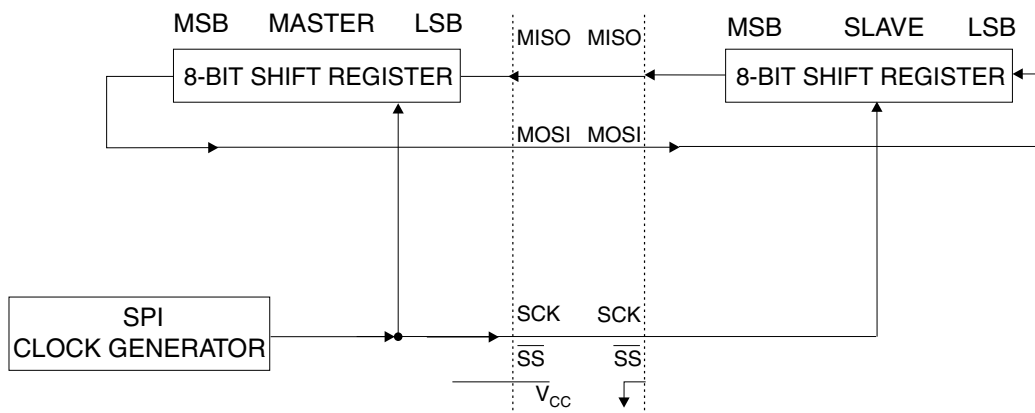 MSB MASTER LSB
MISO MISO
MSB SLAVE LSB
8-BIT SHIFT REGISTER
8-BIT SHIFT REGISTER
MOSI MOSI
SPI
CLOCK GENERATOR
SCK SCK
SS SS
VCC